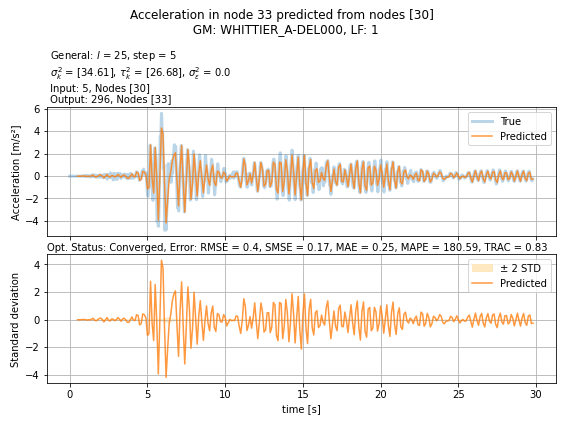 Acceleration in node 33 predicted from nodes [30]
GM: WHITTIER_A-DEL000, LF: 1
General: l = 25, step = 5
σ²ₖ = [34.61], τ²ₖ = [26.68], σ²_ε = 0.0
Input: 5, Nodes [30]
Output: 296, Nodes [33]
6
4
2
0
−2
−4
Acceleration [m/s²]
True
Predicted
Opt. Status: Converged, Error: RMSE = 0.4, SMSE = 0.17, MAE = 0.25, MAPE = 180.59, TRAC = 0.83
4
2
0
−2
−4
Standard deviation
± 2 STD
Predicted
0 5 10 15 20 25 30
time [s]